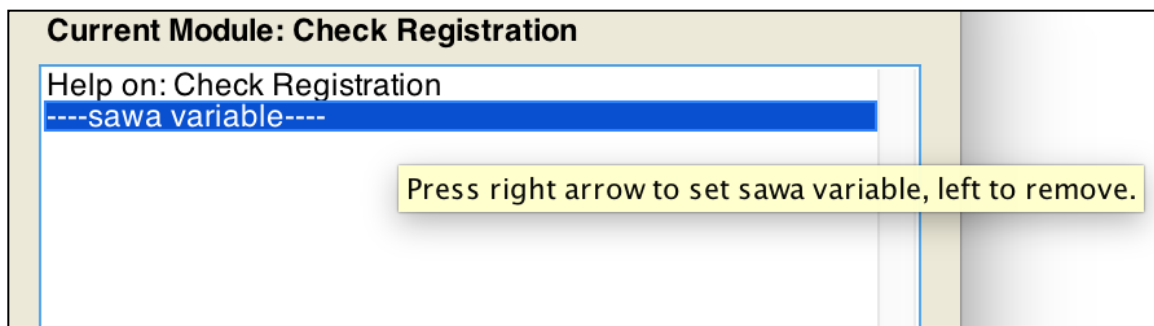 Current Module: Check Registration
Help on: Check Registration
----sawa variable----
Press right arrow to set sawa variable, left to remove.